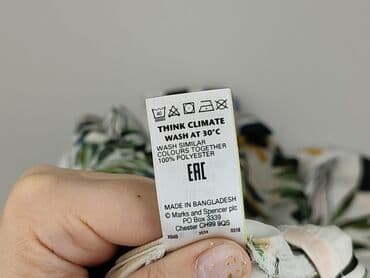 THINK CLIMATE
WASH AT 30°C
WASH SIMILAR
COLOURS TOGETHER
100% POLYESTER
EAC
MADE IN BANGLADESH
© Marks and Spencer plc
PO Box 3339
Chester CH99 9QS